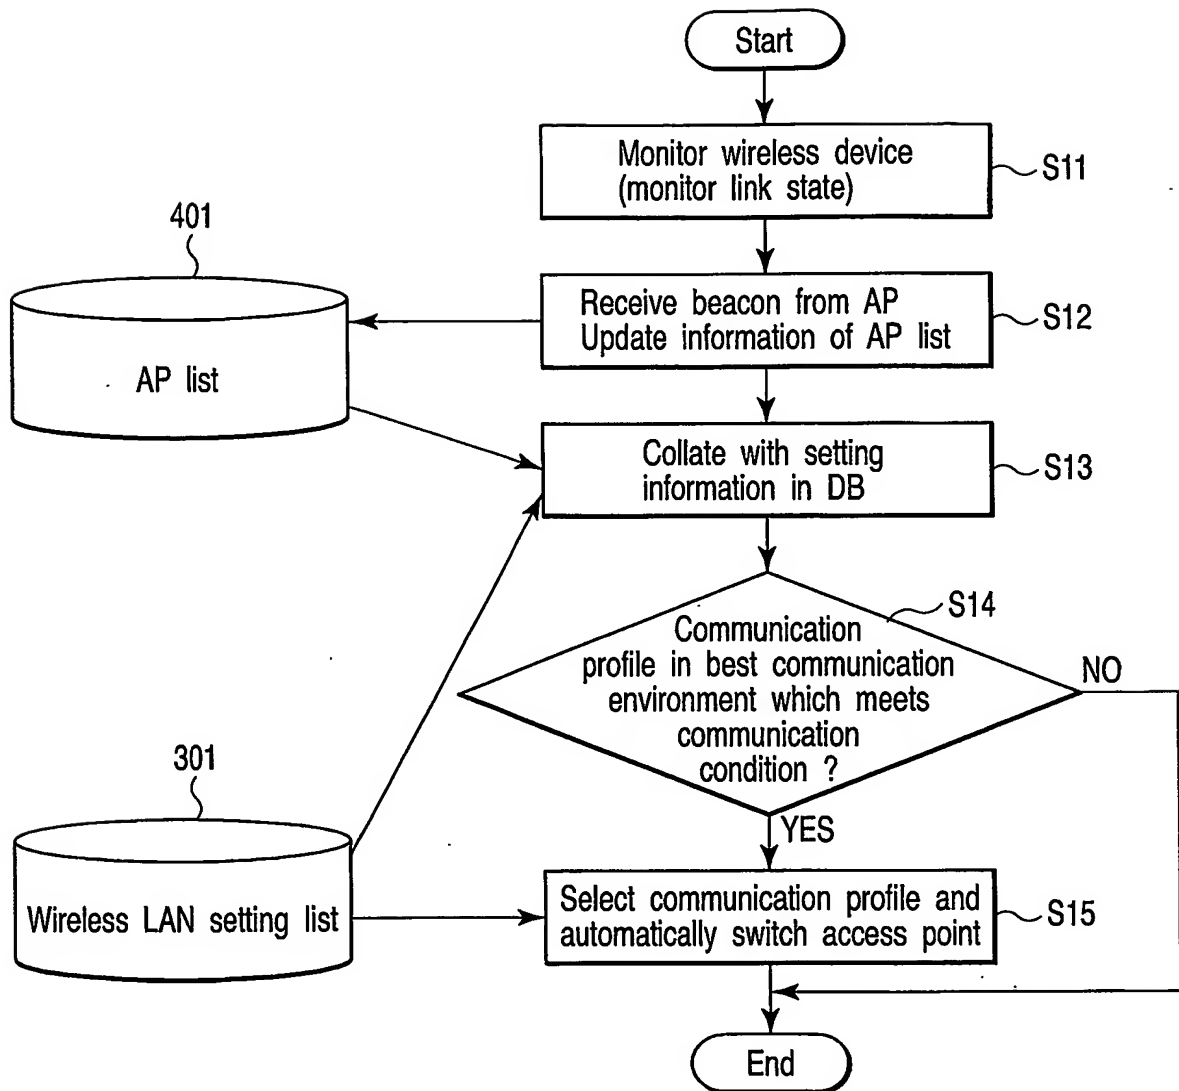 Start
Monitor wireless device
(monitor link state)
S11
401
AP list
Receive beacon from AP
Update information of AP list
S12
Collate with setting
information in DB
S13
S14
Communication
profile in best communication
environment which meets
communication
condition ?
NO
YES
301
Wireless LAN setting list
Select communication profile and
automatically switch access point
S15
End